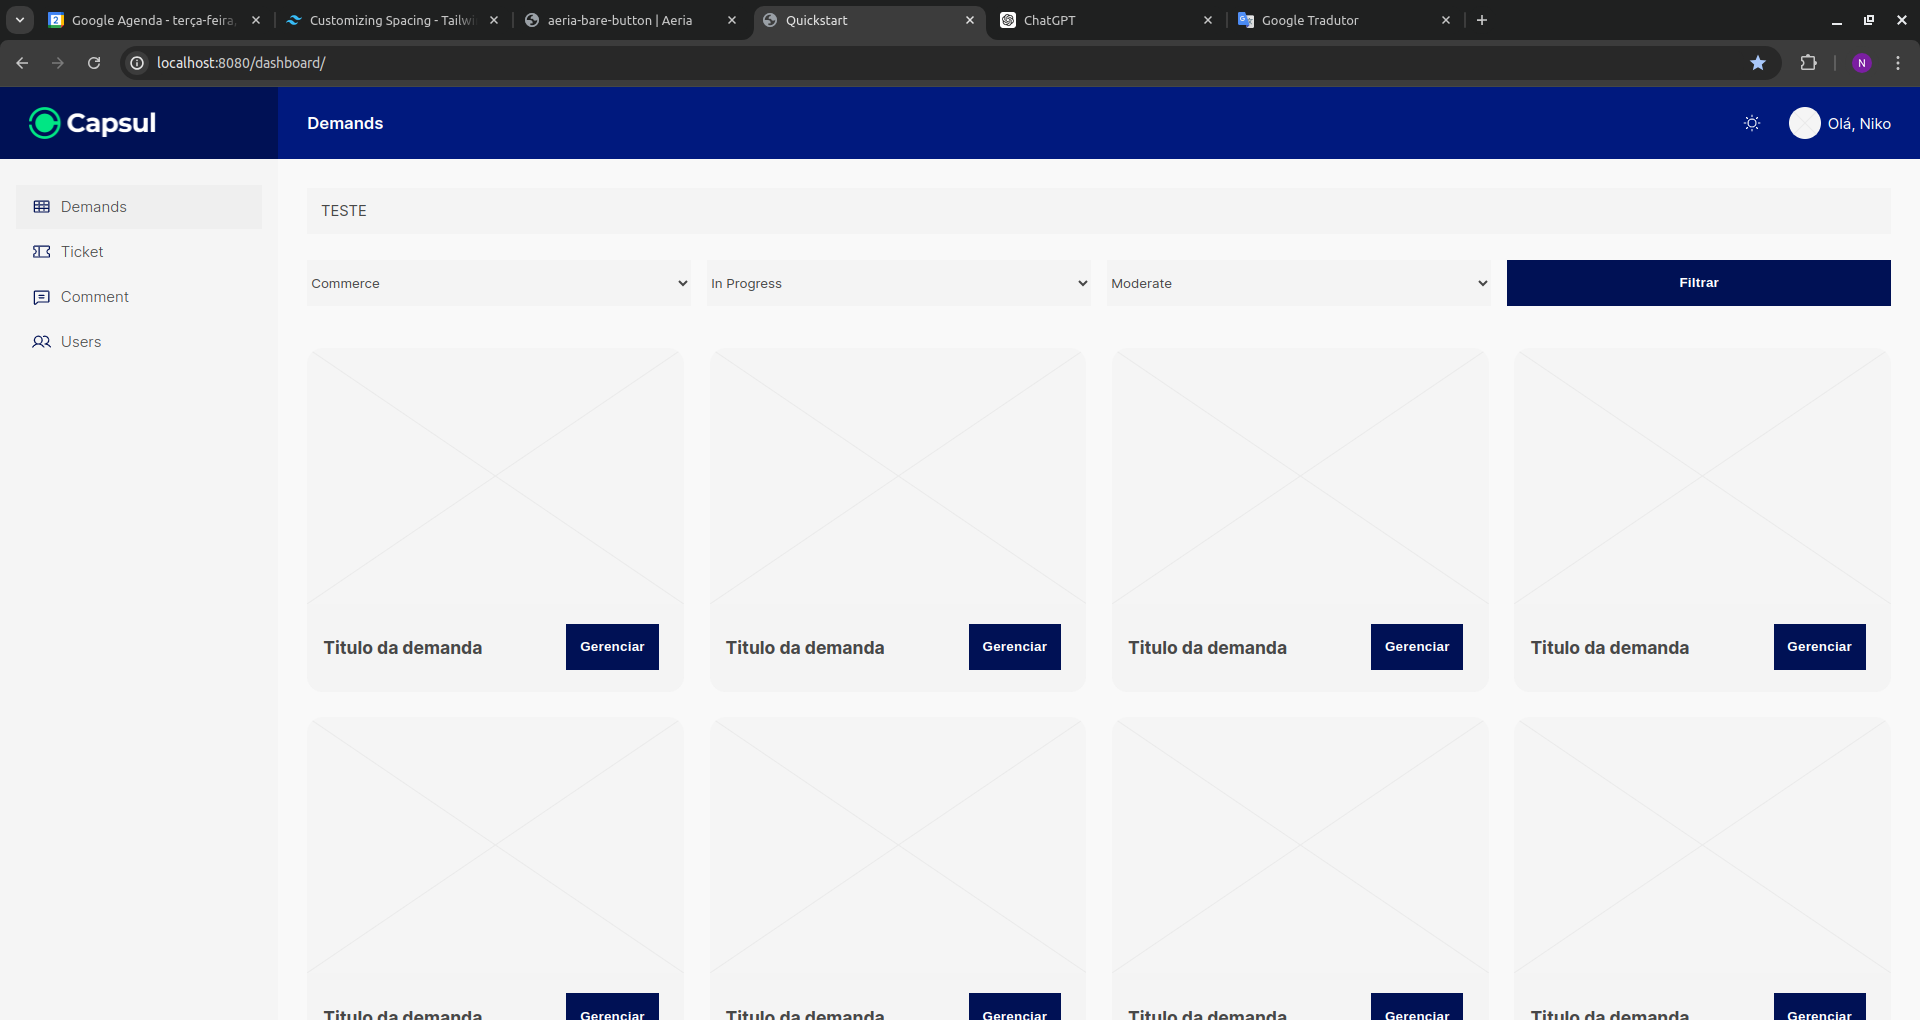 Google Agenda - terça-feira,
Customizing Spacing - Tailwi
aeria-bare-button | Aeria
Quickstart
ChatGPT
Google Tradutor
localhost:8080/dashboard/
N
Capsul
Demands
Olá, Niko
Demands
Ticket
Comment
Users
TESTE
Commerce
In Progress
Moderate
Filtrar
Titulo da demanda
Gerenciar
Titulo da demanda
Gerenciar
Titulo da demanda
Gerenciar
Titulo da demanda
Gerenciar
Titulo da demanda
Gerenciar
Titulo da demanda
Gerenciar
Titulo da demanda
Gerenciar
Titulo da demanda
Gerenciar